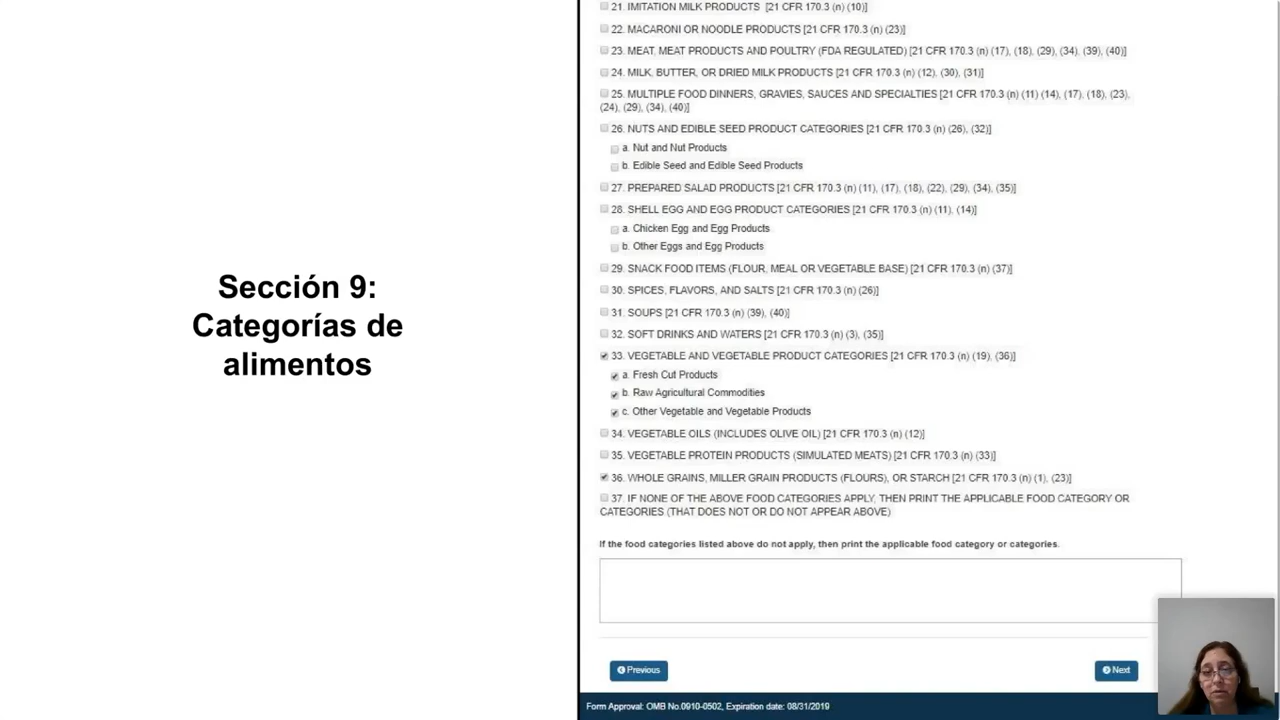 Sección 9:
Categorías de
alimentos
21. IMITATION MILK PRODUCTS [21 CFR 170.3 (n) (10)]
22. MACARONI OR NOODLE PRODUCTS [21 CFR 170.3 (n) (23)]
23. MEAT, MEAT PRODUCTS AND POULTRY (FDA REGULATED) [21 CFR 170.3 (n) (17), (18), (29), (34), (39), (40)]
24. MILK, BUTTER, OR DRIED MILK PRODUCTS [21 CFR 170.3 (n) (12), (30), (31)]
25. MULTIPLE FOOD DINNERS, GRAVIES, SAUCES AND SPECIALTIES [21 CFR 170.3 (n) (11) (14), (17), (18), (23),
(24), (29), (34), (40)]
26. NUTS AND EDIBLE SEED PRODUCT CATEGORIES [21 CFR 170.3 (n) (26), (32)]
a. Nut and Nut Products
b. Edible Seed and Edible Seed Products
27. PREPARED SALAD PRODUCTS [21 CFR 170.3 (n) (11), (17), (18), (22), (29), (34), (35)]
28. SHELL EGG AND EGG PRODUCT CATEGORIES [21 CFR 170.3 (n) (11), (14)]
a. Chicken Egg and Egg Products
b. Other Eggs and Egg Products
29. SNACK FOOD ITEMS (FLOUR, MEAL OR VEGETABLE BASE) [21 CFR 170.3 (n) (37)]
30. SPICES, FLAVORS, AND SALTS [21 CFR 170.3 (n) (26)]
31. SOUPS [21 CFR 170.3 (n) (39), (40)]
32. SOFT DRINKS AND WATERS [21 CFR 170.3 (n) (3), (35)]
33. VEGETABLE AND VEGETABLE PRODUCT CATEGORIES [21 CFR 170.3 (n) (19), (36)]
a. Fresh Cut Products
b. Raw Agricultural Commodities
c. Other Vegetable and Vegetable Products
34. VEGETABLE OILS (INCLUDES OLIVE OIL) [21 CFR 170.3 (n) (12)]
35. VEGETABLE PROTEIN PRODUCTS (SIMULATED MEATS) [21 CFR 170.3 (n) (33)]
36. WHOLE GRAINS, MILLER GRAIN PRODUCTS (FLOURS), OR STARCH [21 CFR 170.3 (n) (1), (23)]
37. IF NONE OF THE ABOVE FOOD CATEGORIES APPLY, THEN PRINT THE APPLICABLE FOOD CATEGORY OR
CATEGORIES (THAT DOES NOT OR DO NOT APPEAR ABOVE)
If the food categories listed above do not apply, then print the applicable food category or categories.
Previous
Next
Form Approval: OMB No.0910-0502, Expiration date: 08/31/2019